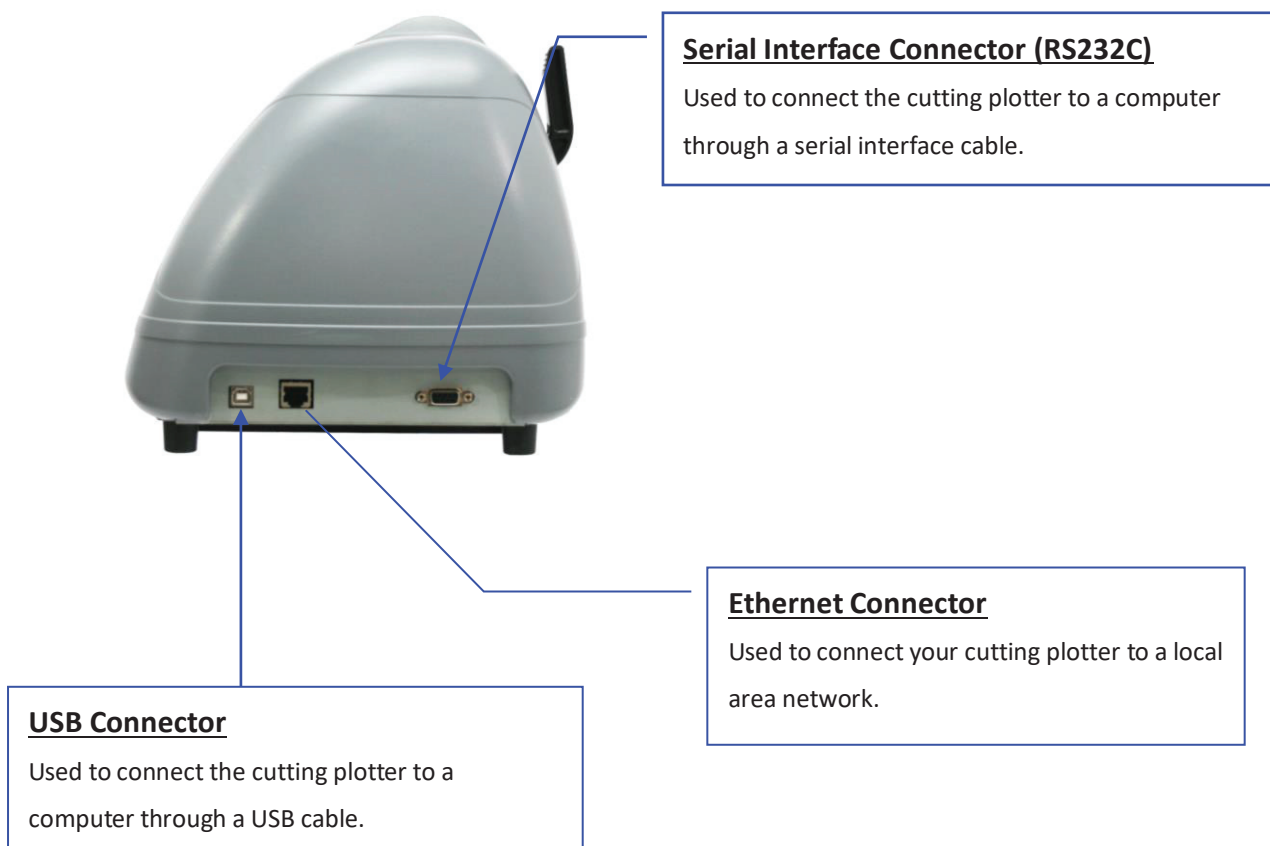 Serial Interface Connector (RS232C)
Used to connect the cutting plotter to a computer
through a serial interface cable.
Ethernet Connector
Used to connect your cutting plotter to a local
area network.
USB Connector
Used to connect the cutting plotter to a
computer through a USB cable.